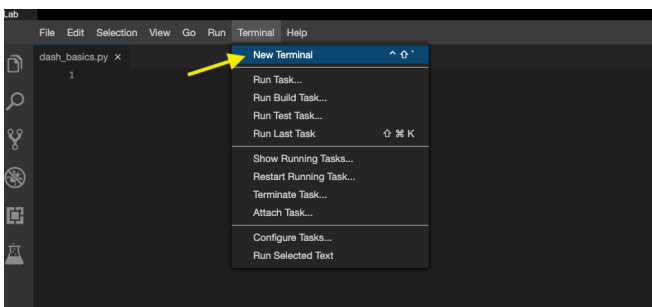 Lab
File Edit Selection View Go Run Terminal Help
dash_basics.py ×
1
New Terminal ^ ⇧ `
Run Task...
Run Build Task...
Run Test Task...
Run Last Task ⇧ ⌘ K
Show Running Tasks...
Restart Running Task...
Terminate Task...
Attach Task...
Configure Tasks...
Run Selected Text